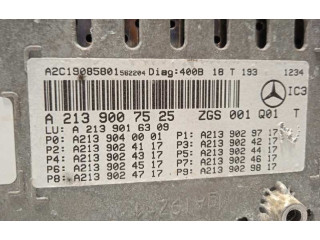 A2C19085801 562204 Diag:400B 18 T 193 1234
IC3
A 213 900 75 25 ZGS 001 Q01 T
LU: A 213 901 63 09
P0: A213 904 00 01 P1: A213 902 97 17
P2: A213 902 41 17 P3: A213 902 42 17
P4: A213 902 43 17 P5: A213 902 44 17
P6: A213 902 45 17 P7: A213 902 46 17
P8: A213 902 47 17 P9: A213 902 98 17